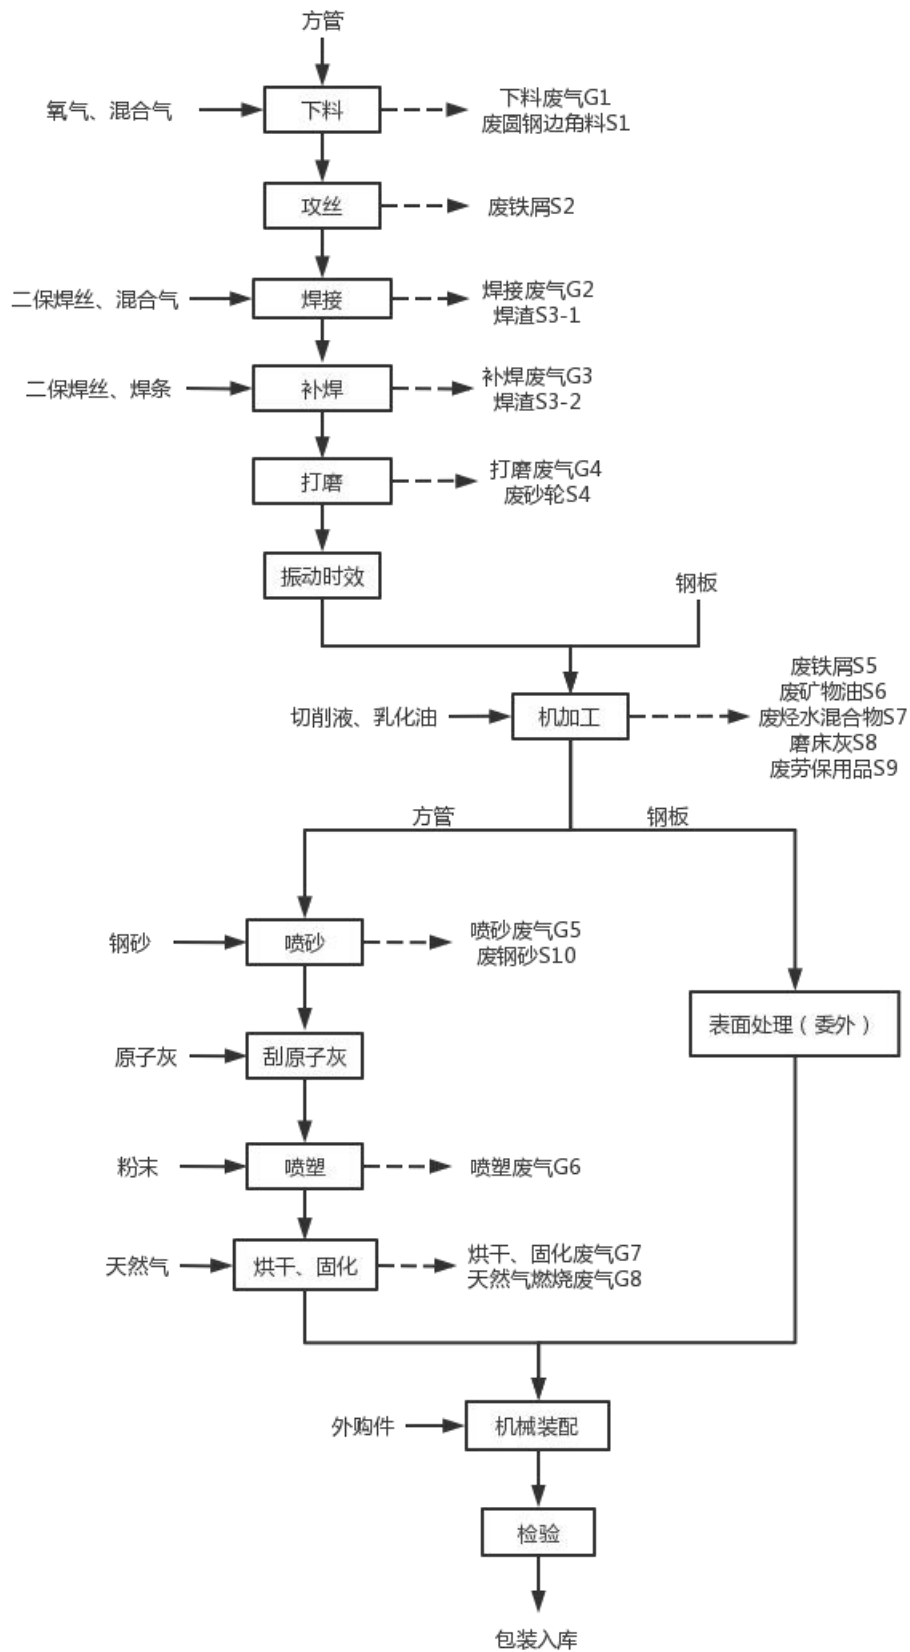 方管
氧气、混合气
下料
下料废气G1
废圆钢边角料S1
攻丝
废铁屑S2
二保焊丝、混合气
焊接
焊接废气G2
焊渣S3-1
二保焊丝、焊条
补焊
补焊废气G3
焊渣S3-2
打磨
打磨废气G4
废砂轮S4
振动时效
钢板
切削液、乳化油
机加工
废铁屑S5
废矿物油S6
废烃水混合物S7
磨床灰S8
废劳保用品S9
方管
钢板
钢砂
喷砂
喷砂废气G5
废钢砂S10
表面处理（委外）
原子灰
刮原子灰
粉末
喷塑
喷塑废气G6
天然气
烘干、固化
烘干、固化废气G7
天然气燃烧废气G8
外购件
机械装配
检验
包装入库